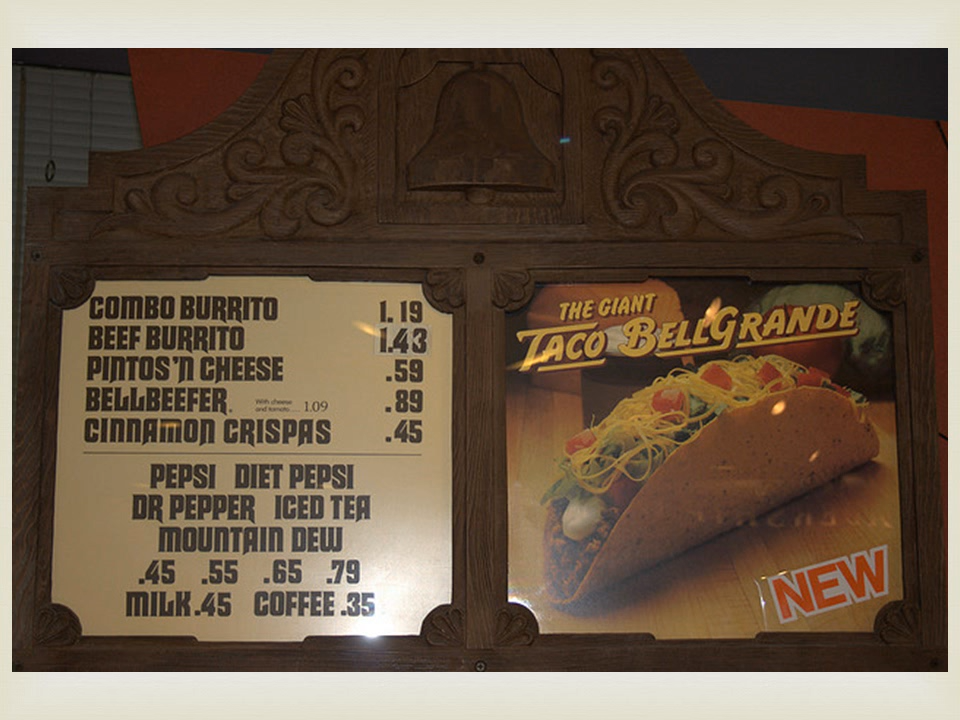 COMBO BURRITO 1.19
BEEF BURRITO 1.43
PINTOS 'N CHEESE .59
BELLBEEFER. With cheese and tomato..... 1.09 .89
CINNAMON CRISPAS .45
PEPSI DIET PEPSI
DR PEPPER ICED TEA
MOUNTAIN DEW
.45 .55 .65 .79
MILK .45 COFFEE .35
THE GIANT
TACO BELLGRANDE
NEW